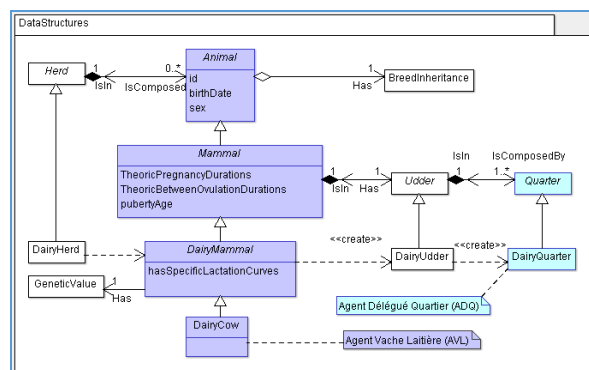 DataStructures
Herd
1
0..*
IsIn
IsComposed
Animal
id
birthDate
sex
1
Has
BreedInheritance
Mammal
TheoricPregnancyDurations
TheoricBetweenOvulationDurations
pubertyAge
1
IsIn
1
Has
Udder
IsIn
1
IsComposedBy
1..*
Quarter
DairyHerd
DairyMammal
hasSpecificLactationCurves
<<create>>
DairyUdder
<<create>>
DairyQuarter
GeneticValue
1
Has
Agent Délégué Quartier (ADQ)
DairyCow
Agent Vache Laitière (AVL)